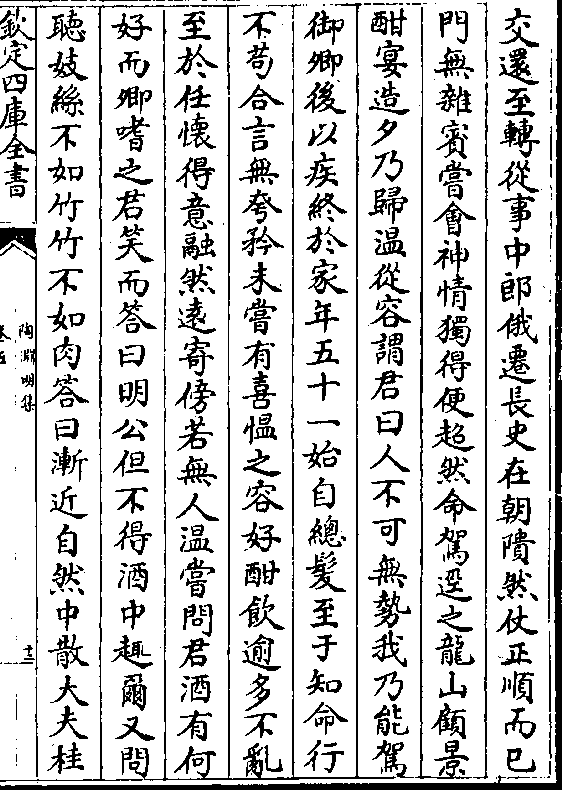 交還至轉從事中郎俄遷長史在朝隤然仗正順而已
門無雜賓嘗會神情獨得便超然命駕逕之龍山顧景
酣宴造夕乃歸温從容謂君曰人不可無勢我乃能駕
御卿後以疾終於家年五十一始自總髮至于知命行
不苟合言無夸矜未嘗有喜愠之容好酣飲逾多不亂
至於任懷得意融然遠寄傍若無人温嘗問君酒有何
好而卿嗜之君笑而答曰明公但不得酒中趣爾又問
聽妓絲不如竹竹不如肉答曰漸近自然中散大夫桂
欽定四庫全書
陶淵明集
卷五
十三